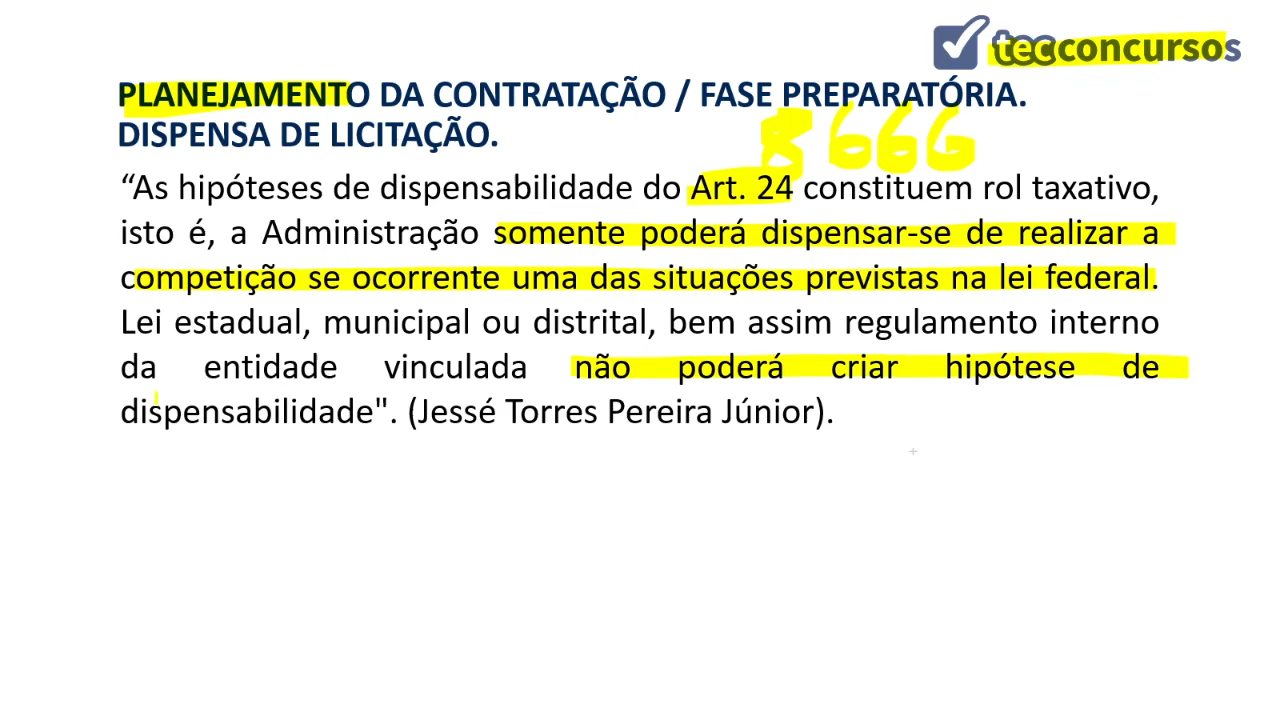 tecconcursos
PLANEJAMENTO DA CONTRATAÇÃO / FASE PREPARATÓRIA.
DISPENSA DE LICITAÇÃO.
8666
“As hipóteses de dispensabilidade do Art. 24 constituem rol taxativo,
isto é, a Administração somente poderá dispensar-se de realizar a
competição se ocorrente uma das situações previstas na lei federal.
Lei estadual, municipal ou distrital, bem assim regulamento interno
da entidade vinculada não poderá criar hipótese de
dispensabilidade". (Jessé Torres Pereira Júnior).